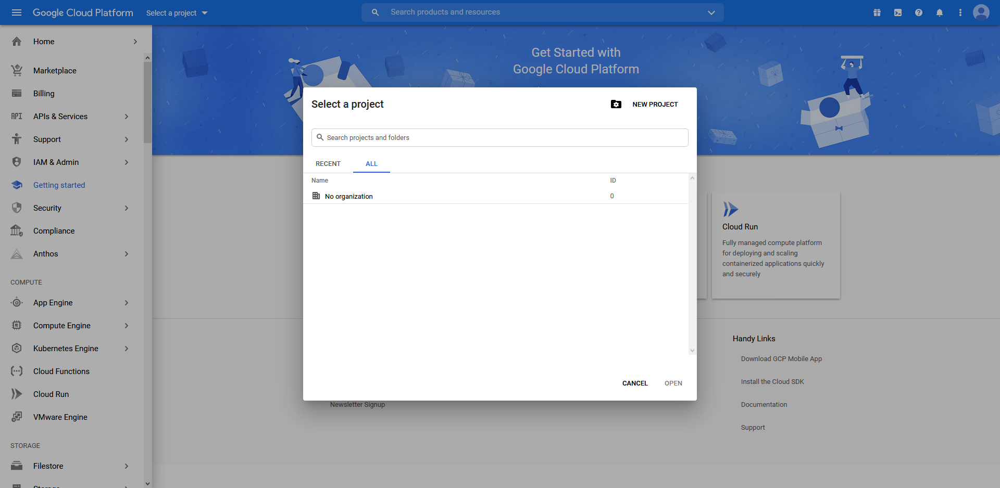 Google Cloud Platform
Select a project
Search products and resources
Home
Marketplace
Billing
API
APIs & Services
Support
IAM & Admin
Getting started
Security
Compliance
Anthos
COMPUTE
App Engine
Compute Engine
Kubernetes Engine
Cloud Functions
Cloud Run
VMware Engine
STORAGE
Filestore
Storage
Get Started with
Google Cloud Platform
Select a project
NEW PROJECT
Search projects and folders
RECENT
ALL
Name
ID
No organization
0
CANCEL
OPEN
Cloud Run
Fully managed compute platform
for deploying and scaling
containerized applications quickly
and securely
Newsletter Signup
Handy Links
Download GCP Mobile App
Install the Cloud SDK
Documentation
Support